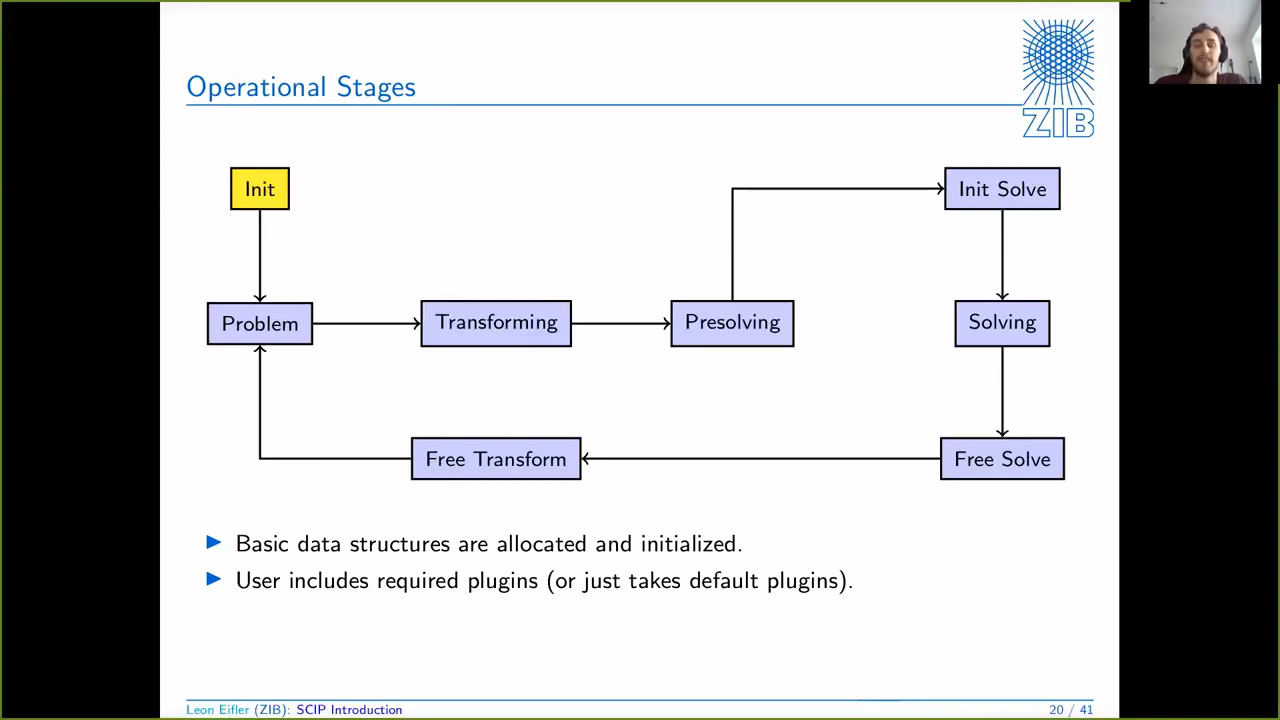 Operational Stages
ZIB
Init
Init Solve
Problem
Transforming
Presolving
Solving
Free Transform
Free Solve
Basic data structures are allocated and initialized.
User includes required plugins (or just takes default plugins).
Leon Eifler (ZIB): SCIP Introduction
20 / 41